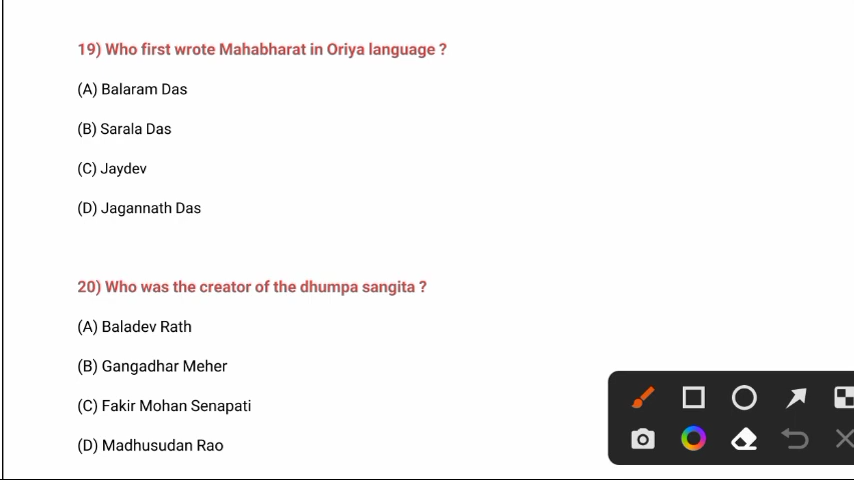 19) Who first wrote Mahabharat in Oriya language ?
(A) Balaram Das
(B) Sarala Das
(C) Jaydev
(D) Jagannath Das
20) Who was the creator of the dhumpa sangita ?
(A) Baladev Rath
(B) Gangadhar Meher
(C) Fakir Mohan Senapati
(D) Madhusudan Rao